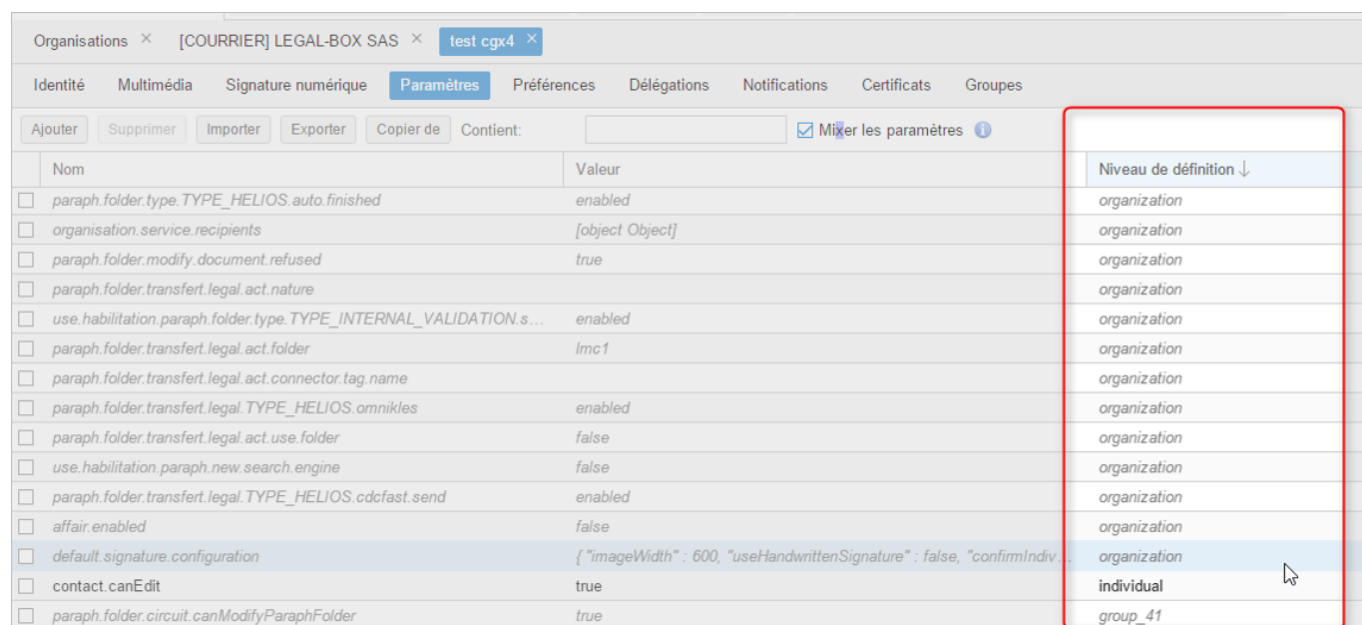 Organisations × [COURRIER] LEGAL-BOX SAS × test cgx4 ×
Identité Multimédia Signature numérique Paramètres Préférences Délégations Notifications Certificats Groupes
Ajouter Supprimer Importer Exporter Copier de Contient: Mixer les paramètres i
Nom Valeur Niveau de définition ↓
paraph.folder.type.TYPE_HELIOS.auto.finished enabled organization
organisation.service.recipients [object Object] organization
paraph.folder.modify.document.refused true organization
paraph.folder.transfert.legal.act.nature organization
use.habilitation.paraph.folder.type.TYPE_INTERNAL_VALIDATION.s... enabled organization
paraph.folder.transfert.legal.act.folder lmc1 organization
paraph.folder.transfert.legal.act.connector.tag.name organization
paraph.folder.transfert.legal.TYPE_HELIOS.omnikles enabled organization
paraph.folder.transfert.legal.act.use.folder false organization
use.habilitation.paraph.new.search.engine false organization
paraph.folder.transfert.legal.TYPE_HELIOS.cdcfast.send enabled organization
affair.enabled false organization
default.signature.configuration { "imageWidth" : 600, "useHandwrittenSignature" : false, "confirmIndiv... organization
contact.canEdit true individual
paraph.folder.circuit.canModifyParaphFolder true group_41